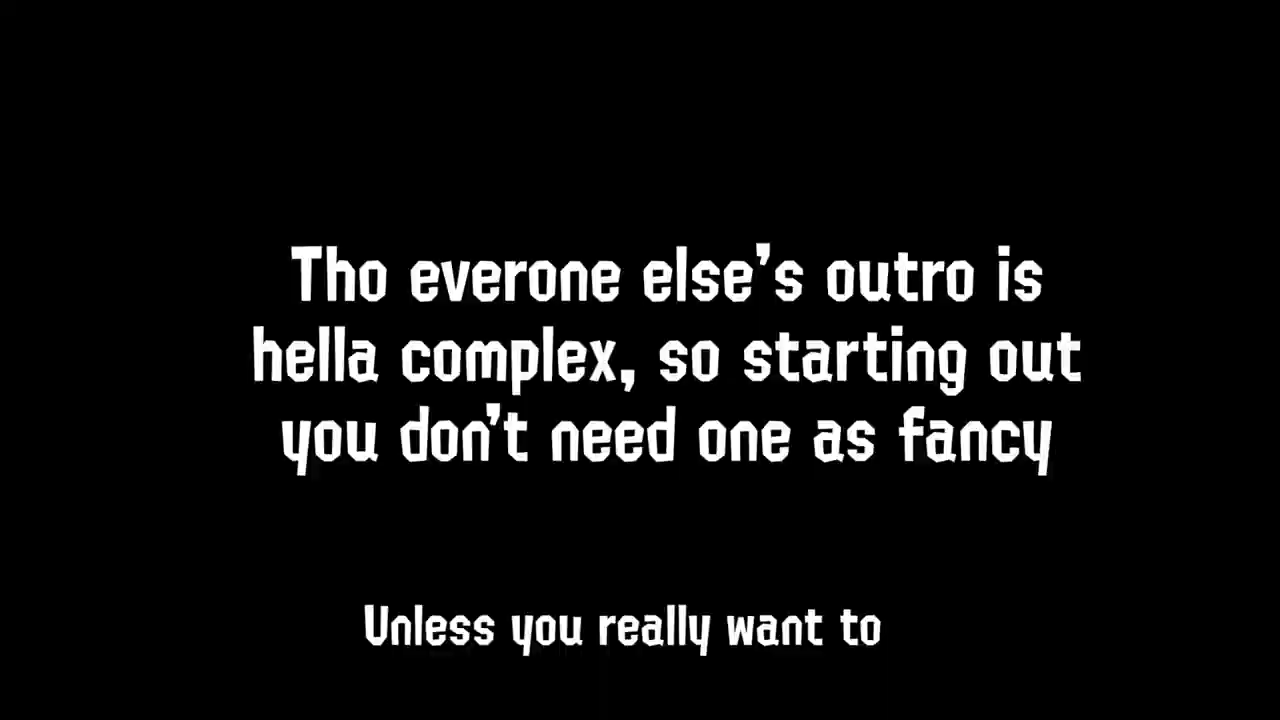 Tho everone else's outro is
hella complex, so starting out
you don't need one as fancy
Unless you really want to